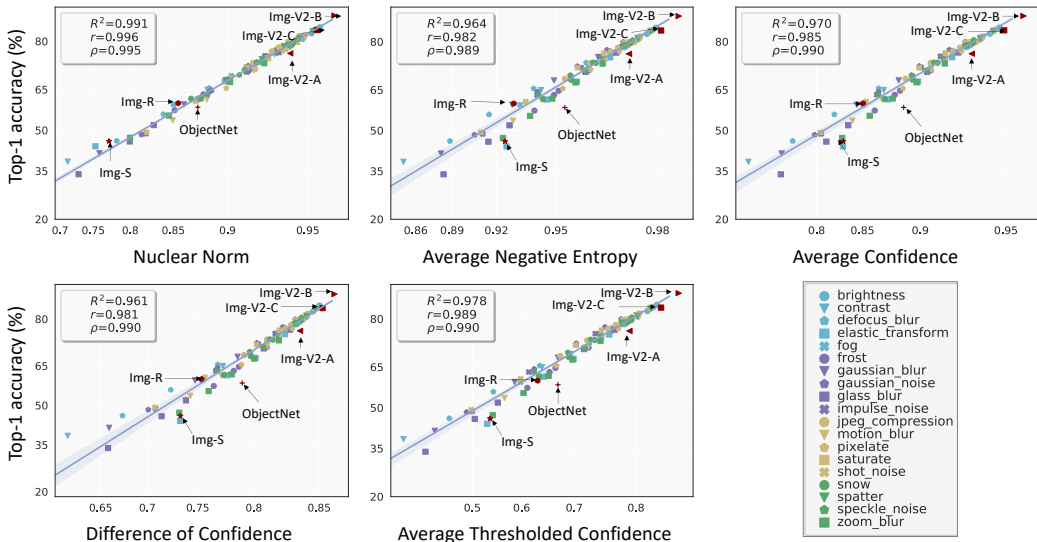 Top-1 accuracy (%)
80
65
50
35
20
R²=0.991
r=0.996
ρ=0.995
Img-V2-B
Img-V2-C
Img-V2-A
Img-R
ObjectNet
Img-S
0.7 0.75 0.8 0.85 0.9 0.95
Nuclear Norm
80
65
50
35
20
R²=0.964
r=0.982
ρ=0.989
Img-V2-B
Img-V2-C
Img-V2-A
Img-R
ObjectNet
Img-S
0.86 0.89 0.92 0.95 0.98
Average Negative Entropy
80
65
50
35
20
R²=0.970
r=0.985
ρ=0.990
Img-V2-B
Img-V2-C
Img-V2-A
Img-R
ObjectNet
Img-S
0.8 0.85 0.9 0.95
Average Confidence
Top-1 accuracy (%)
80
65
50
35
20
R²=0.961
r=0.981
ρ=0.990
Img-V2-B
Img-V2-C
Img-V2-A
Img-R
ObjectNet
Img-S
0.65 0.7 0.75 0.8 0.85
Difference of Confidence
80
65
50
35
20
R²=0.978
r=0.989
ρ=0.990
Img-V2-B
Img-V2-C
Img-V2-A
Img-R
ObjectNet
Img-S
0.5 0.6 0.7 0.8
Average Thresholded Confidence
brightness
contrast
defocus_blur
elastic_transform
fog
frost
gaussian_blur
gaussian_noise
glass_blur
impulse_noise
jpeg_compression
motion_blur
pixelate
saturate
shot_noise
snow
spatter
speckle_noise
zoom_blur